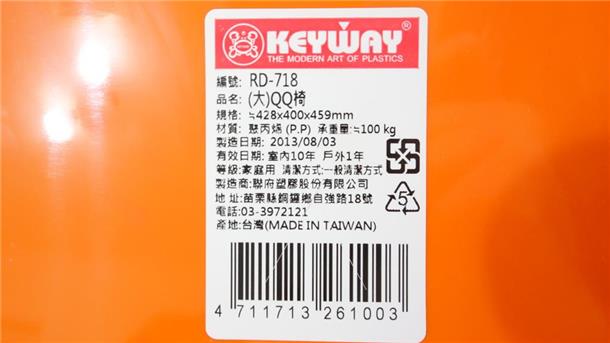 KEYWAY®
THE MODERN ART OF PLASTICS
編號: RD-718
品名: (大)QQ椅
規格: ≒428x400x459mm
材質: 聚丙烯 (P.P) 承重量:≒100 kg
製造日期: 2013/08/03
有效日期: 室內10年 戶外1年
等級:家庭用 清潔方式:一般清潔方式
製造商:聯府塑膠股份有限公司
地 址:苗栗縣銅鑼鄉自強路18號
電話:03-3972121
產地:台灣(MADE IN TAIWAN)
5
4 711713 261003